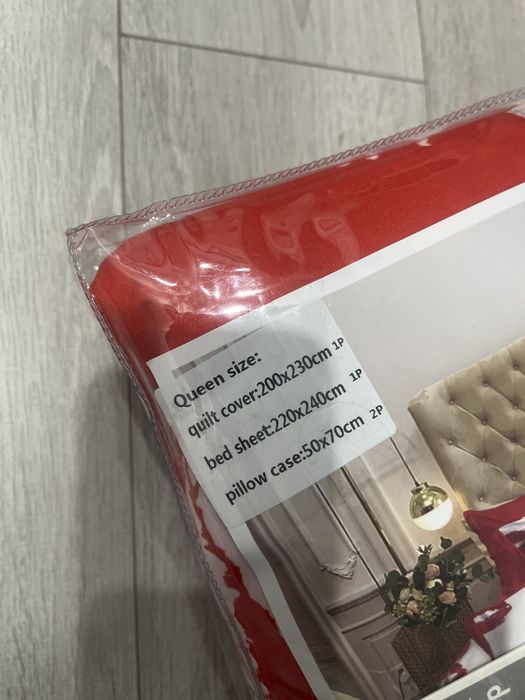 Queen size:
quilt cover:200x230cm 1P
bed sheet:220x240cm 1P
pillow case:50x70cm 2P